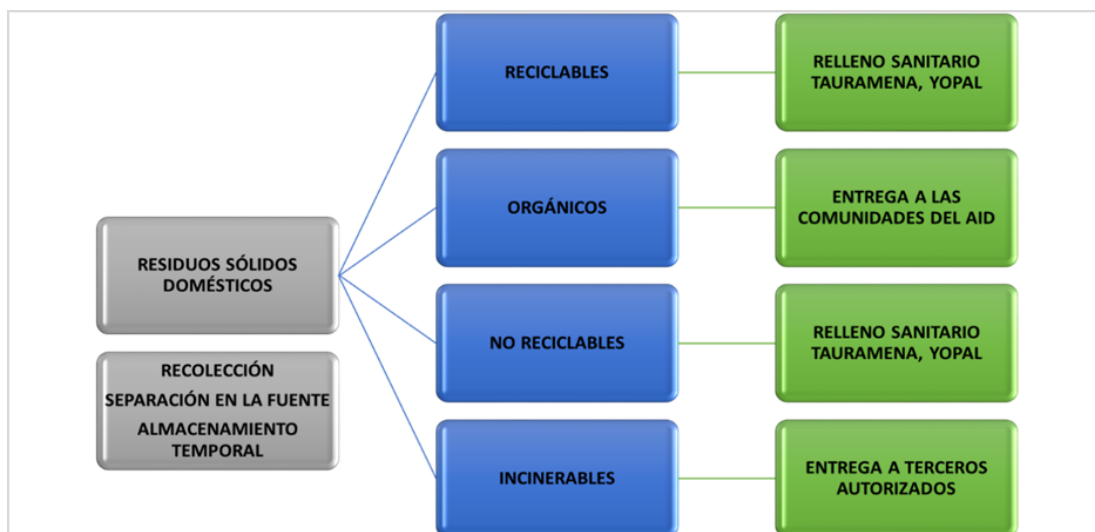 RESIDUOS SÓLIDOS
DOMÉSTICOS
RECOLECCIÓN
SEPARACIÓN EN LA FUENTE
ALMACENAMIENTO
TEMPORAL
RECICLABLES
RELLENO SANITARIO
TAURAMENA, YOPAL
ORGÁNICOS
ENTREGA A LAS
COMUNIDADES DEL AID
NO RECICLABLES
RELLENO SANITARIO
TAURAMENA, YOPAL
INCINERABLES
ENTREGA A TERCEROS
AUTORIZADOS